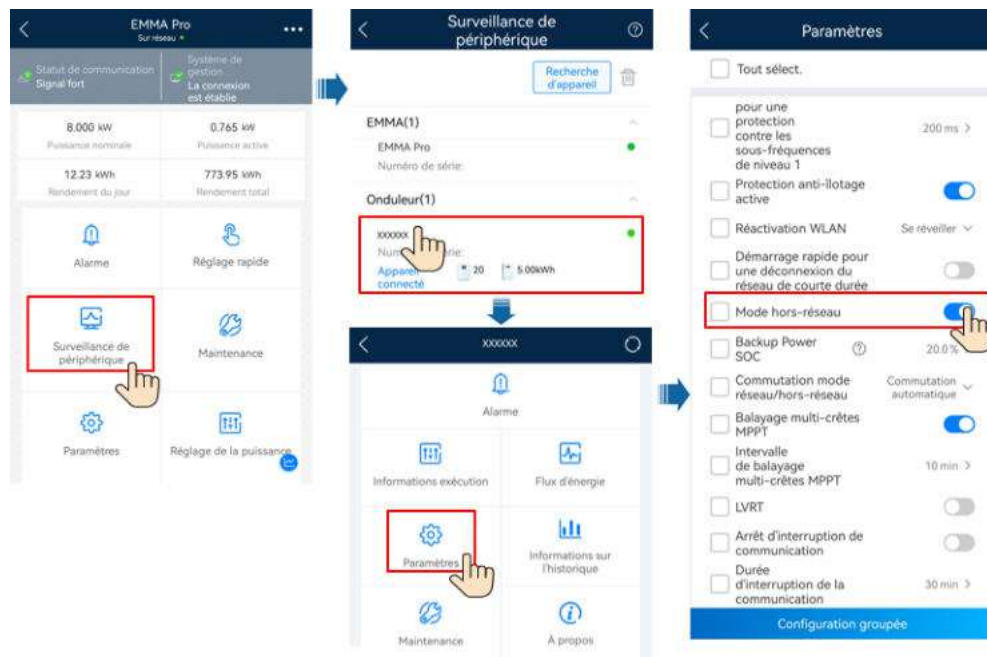 EMMA Pro
Sur réseau
Statut de communication
Signal fort
Système de
gestion
La connexion
est établie
8.000 kW
Puissance nominale
0.765 kW
Puissance active
12.23 kWh
Rendement du jour
773.95 kWh
Rendement total
Alarme
Réglage rapide
Surveillance de
périphérique
Maintenance
Paramètres
Réglage de la puissance
Surveillance de
périphérique
Recherche
d'appareil
EMMA(1)
EMMA Pro
Numéro de série:
Onduleur(1)
xxxxxx
Appareil
connecté
20
5.00kWh
xxxxxx
Alarme
Informations exécution
Flux d'énergie
Paramètres
Informations sur
l'historique
Maintenance
À propos
Paramètres
Tout sélect.
pour une
protection
contre les
sous-fréquences
de niveau 1
200 ms >
Protection anti-îlotage
active
Réactivation WLAN
Se réveiller
Démarrage rapide pour
une déconnexion du
réseau de courte durée
Mode hors-réseau
Backup Power
SOC
20.0%
Commutation mode
réseau/hors-réseau
Commutation
automatique
Balayage multi-crêtes
MPPT
Intervalle
de balayage
multi-crêtes MPPT
10 min >
LVRT
Arrêt d'interruption de
communication
Durée
d'interruption de la
communication
30 min >
Configuration groupée